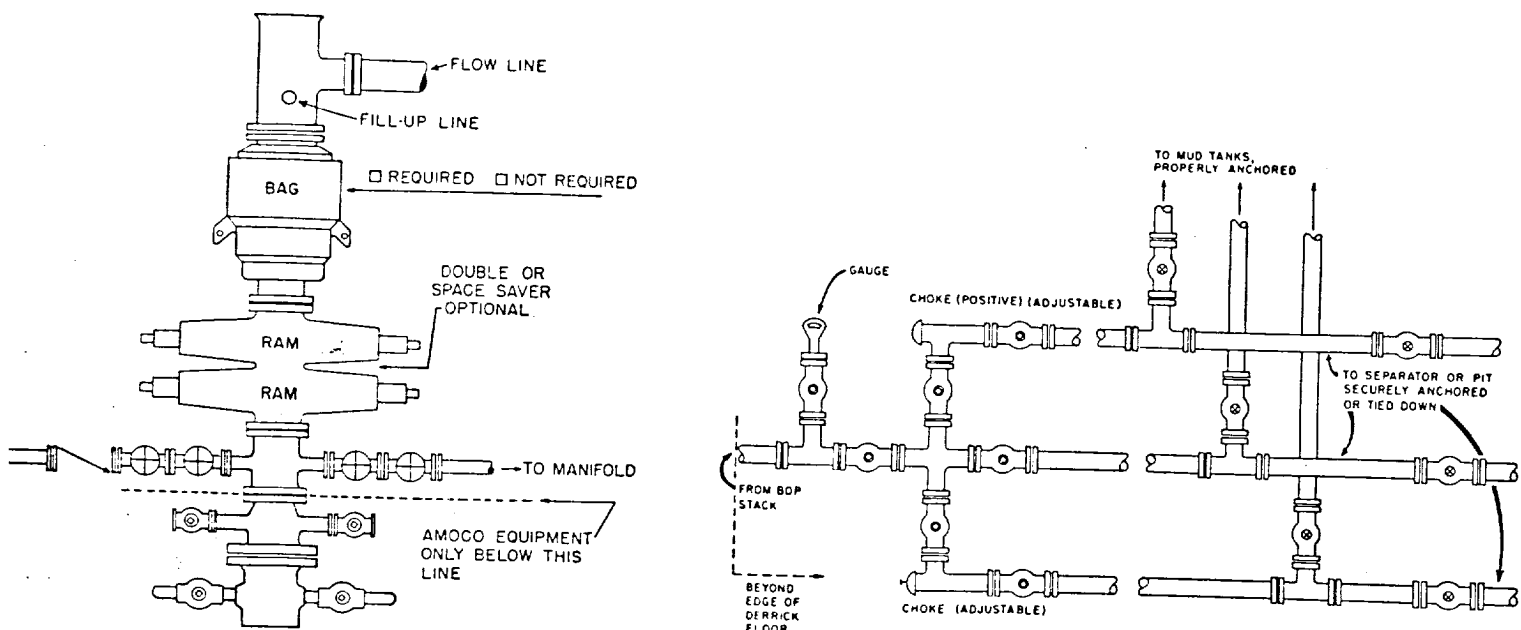 FLOW LINE
FILL-UP LINE
BAG
□ REQUIRED □ NOT REQUIRED
DOUBLE OR
SPACE SAVER
OPTIONAL.
RAM
RAM
TO MANIFOLD
AMOCO EQUIPMENT
ONLY BELOW THIS
LINE
TO MUD TANKS,
PROPERLY ANCHORED
GAUGE
CHOKE (POSITIVE) (ADJUSTABLE)
TO SEPARATOR OR PIT
SECURELY ANCHORED
OR TIED DOWN
FROM BOP
STACK
BEYOND
EDGE OF
DERRICK
FLOOR
CHOKE (ADJUSTABLE)